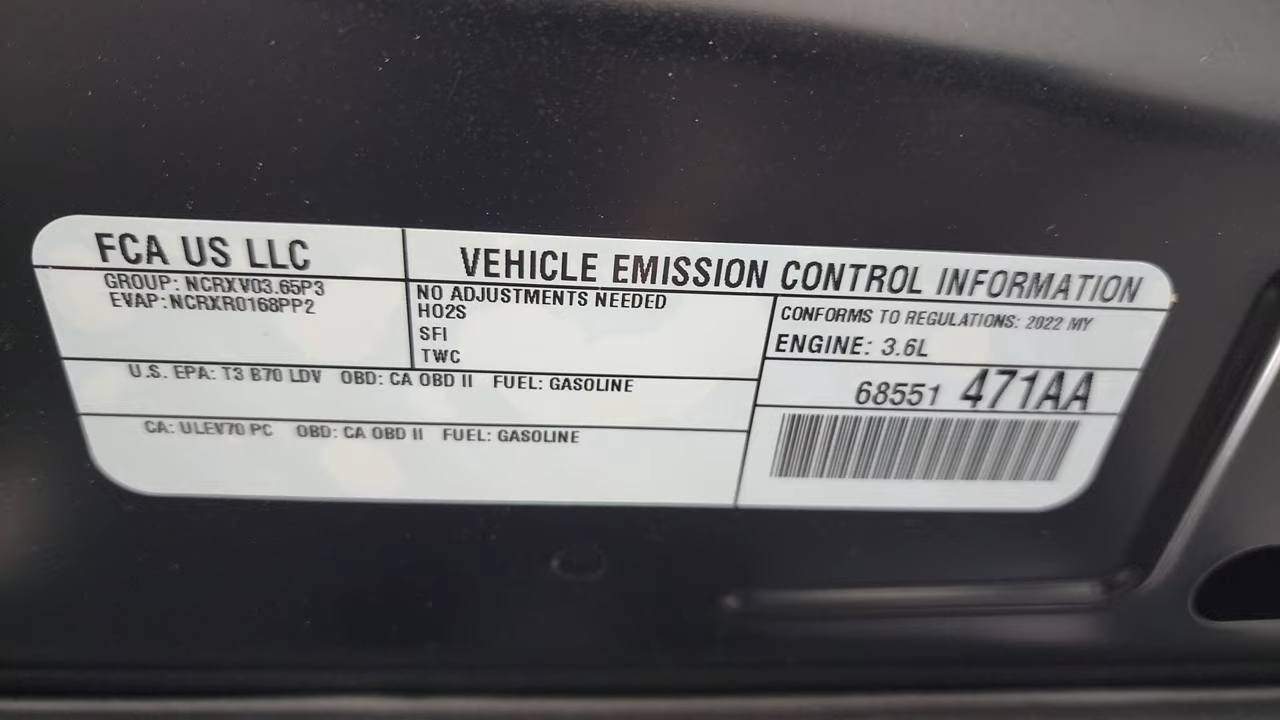 FCA US LLC
GROUP: NCRXV03.65P3
EVAP: NCRXR0168PP2
VEHICLE EMISSION CONTROL INFORMATION
NO ADJUSTMENTS NEEDED
HO2S
SFI
TWC
CONFORMS TO REGULATIONS: 2022 MY
ENGINE: 3.6L
U.S. EPA: T3 B70 LDV OBD: CA OBD II FUEL: GASOLINE
CA: ULEV70 PC OBD: CA OBD II FUEL: GASOLINE
68551 471AA